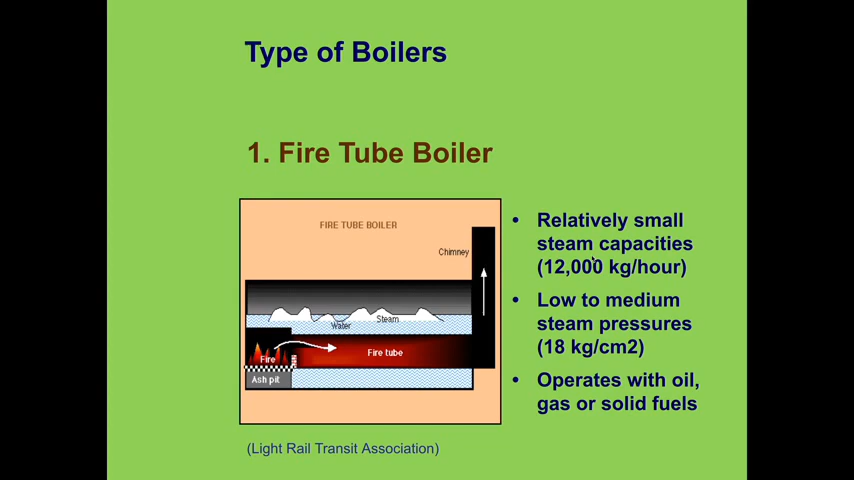 Type of Boilers
1. Fire Tube Boiler
FIRE TUBE BOILER
Chimney
Steam
Water
Fire tube
Fire
Ash pit
• Relatively small
steam capacities
(12,000 kg/hour)
• Low to medium
steam pressures
(18 kg/cm2)
• Operates with oil,
gas or solid fuels
(Light Rail Transit Association)